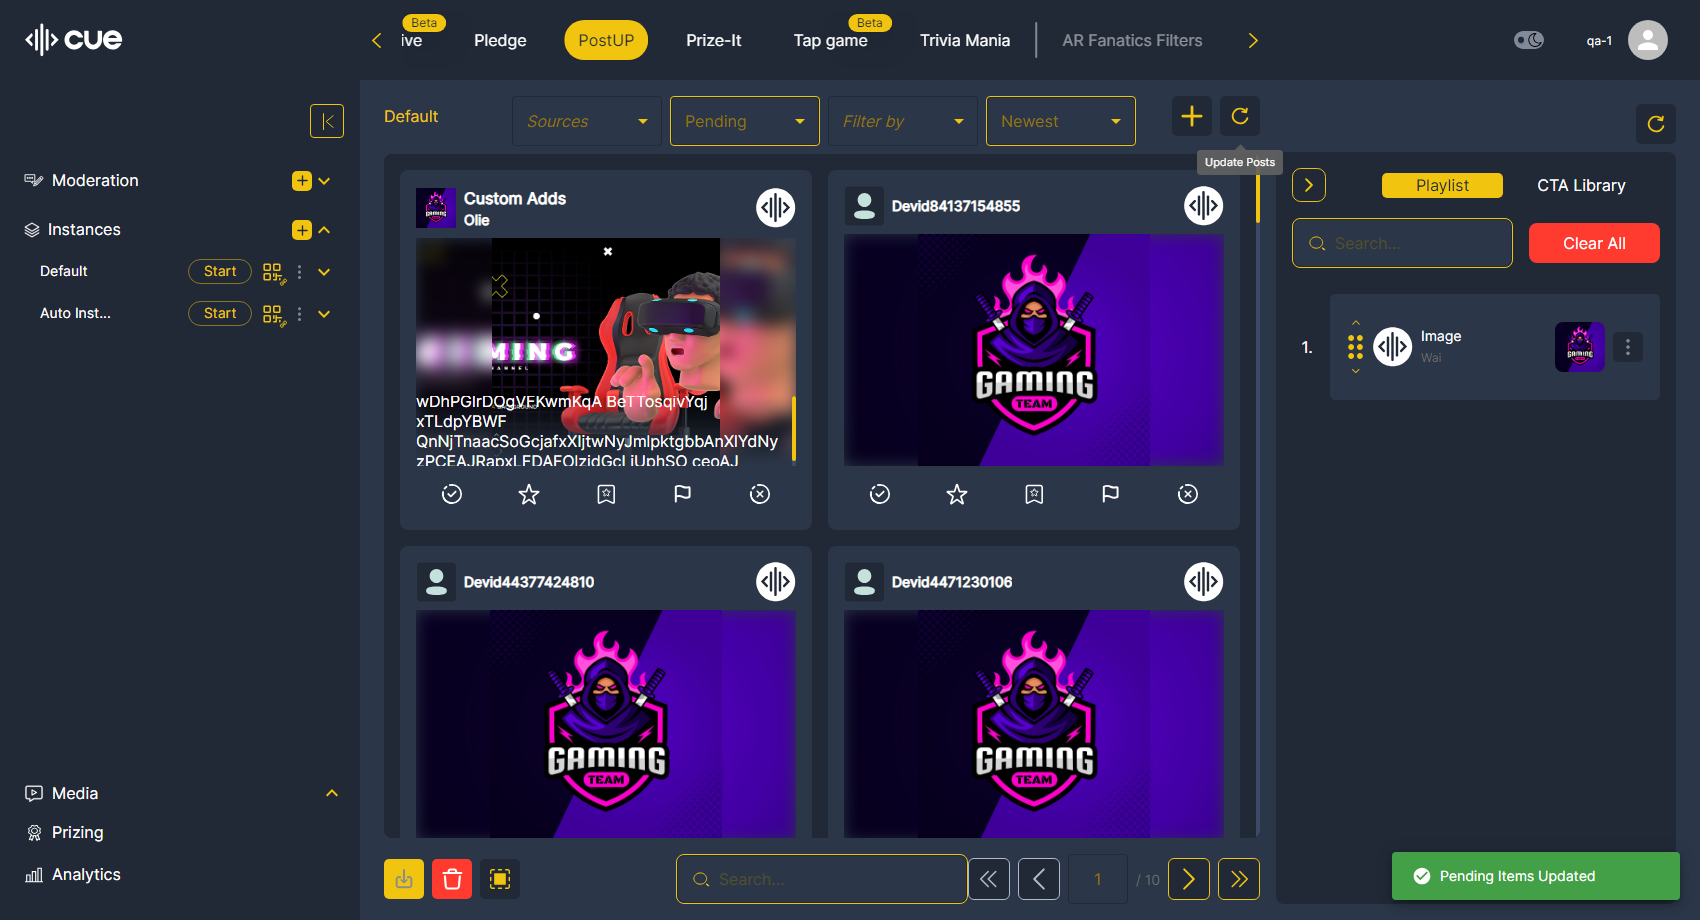 cue
Beta
ive
Pledge
PostUP
Prize-It
Beta
Tap game
Trivia Mania
AR Fanatics Filters
qa-1
Default
Sources
Pending
Filter by
Newest
Update Posts
Moderation
Instances
Default
Start
Auto Inst...
Start
Media
Prizing
Analytics
Custom Adds
Olie
MING
wDhPGIrDOgVEKwmKqA BeTTosqivYqj
xTLdpYBWF
QnNjTnaacSoGcjafxXIjtwNyJmlpktgbbAnXlYdNy
zPCEAJRapxLFDAFOlzjdGcLiUphSO ceoAJ
Devid84137154855
GAMING
TEAM
Devid44377424810
GAMING
TEAM
Devid4471230106
GAMING
TEAM
Search...
1
/ 10
Playlist
CTA Library
Search...
Clear All
1.
Image
Wai
GAMING
Pending Items Updated